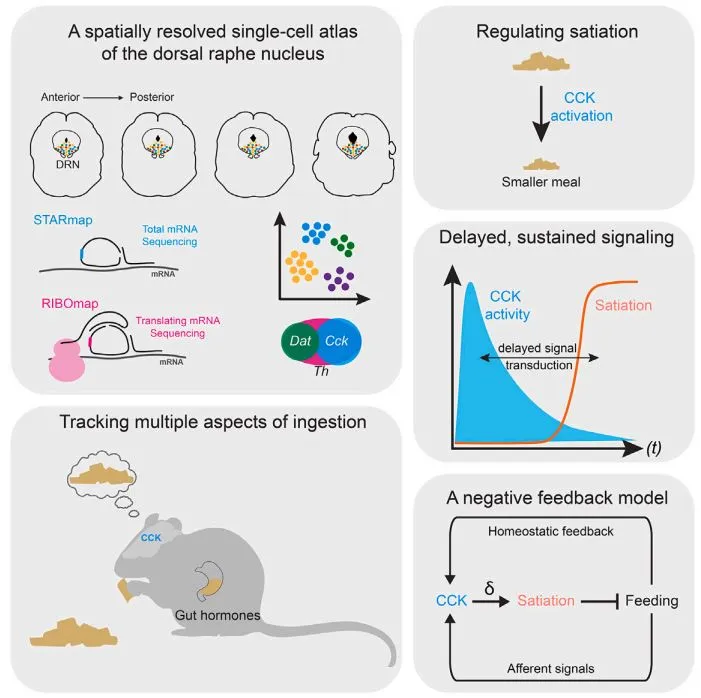 A spatially resolved single-cell atlas
of the dorsal raphe nucleus
Anterior
Posterior
DRN
STARmap
Total mRNA
Sequencing
mRNA
RIBOmap
Translating mRNA
Sequencing
mRNA
Dat
Cck
Th
Tracking multiple aspects of ingestion
CCK
Gut hormones
Regulating satiation
CCK
activation
Smaller meal
Delayed, sustained signaling
CCK
activity
Satiation
delayed signal
transduction
(t)
A negative feedback model
Homeostatic feedback
CCK
δ
Satiation
Feeding
Afferent signals